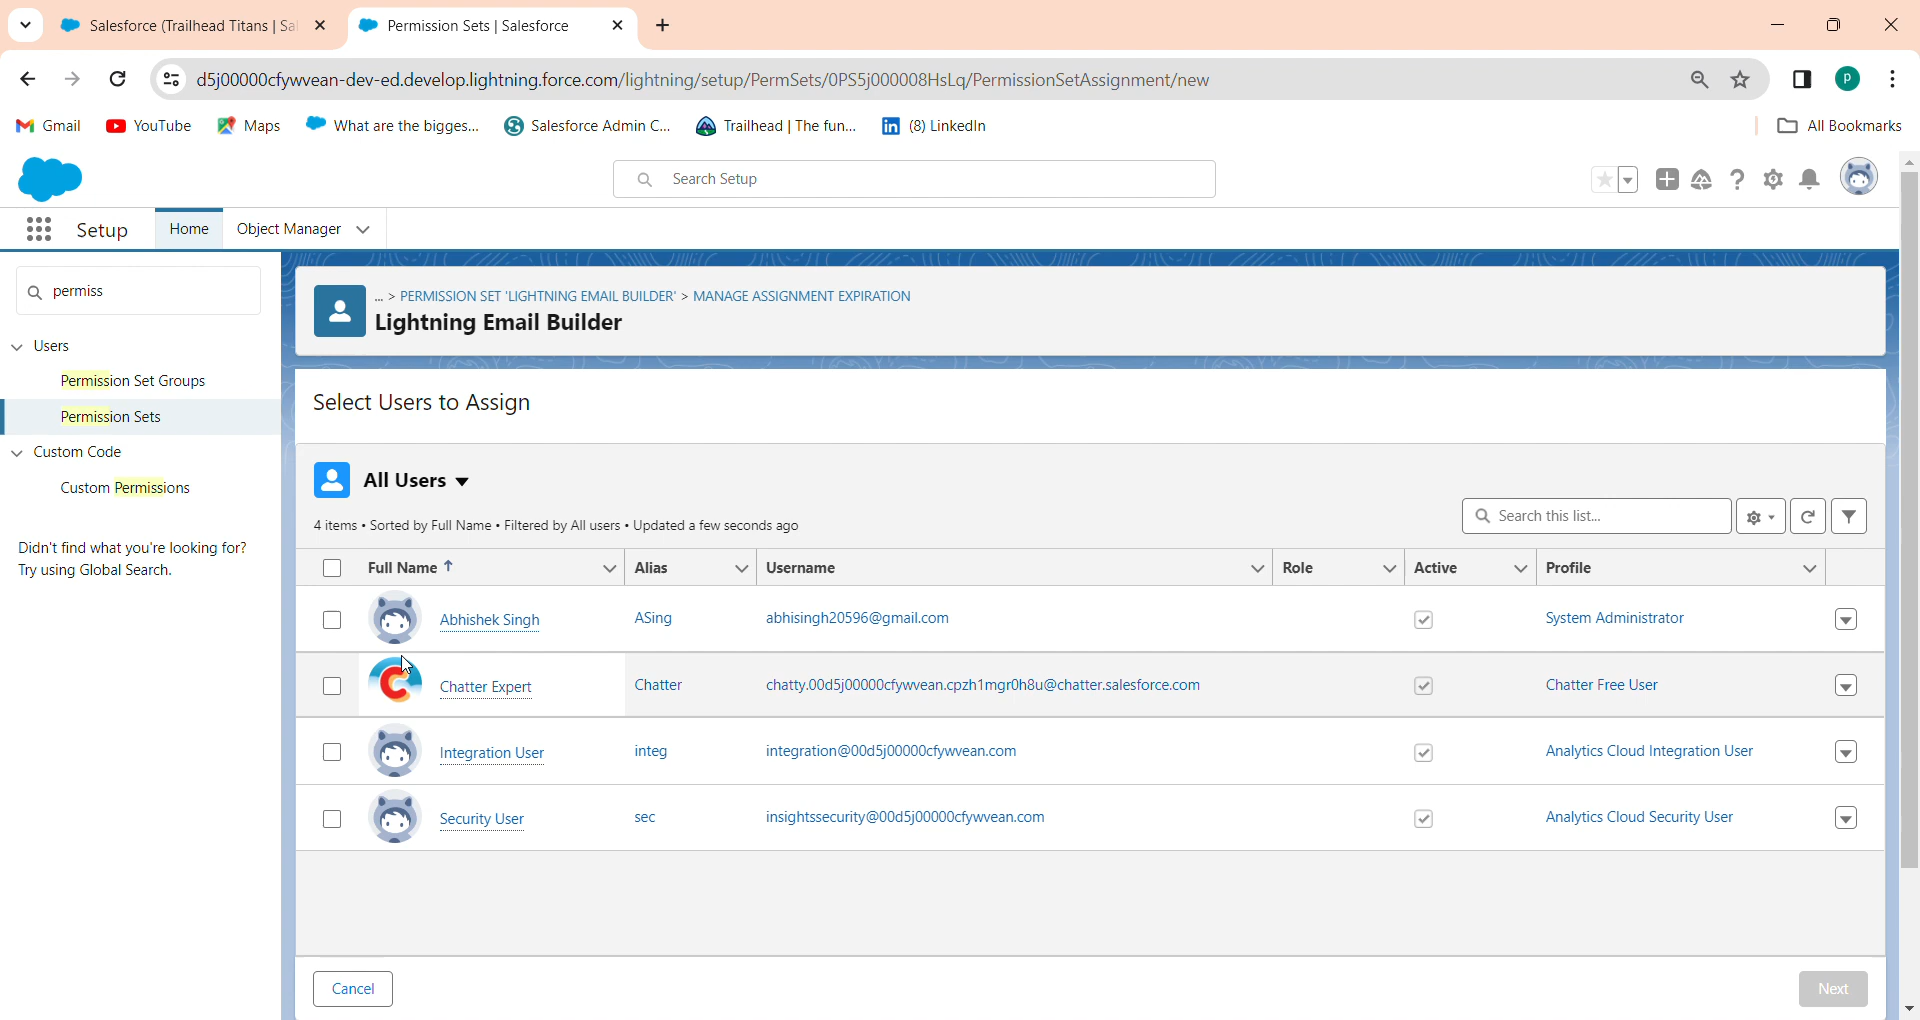 Salesforce (Trailhead Titans | Sal
Permission Sets | Salesforce
d5j00000cfywvean-dev-ed.develop.lightning.force.com/lightning/setup/PermSets/0PS5j000008HsLq/PermissionSetAssignment/new
P
Gmail
YouTube
Maps
What are the bigges...
Salesforce Admin C...
Trailhead | The fun...
(8) LinkedIn
All Bookmarks
Search Setup
Setup
Home
Object Manager
permiss
Users
Permission Set Groups
Permission Sets
Custom Code
Custom Permissions
Didn't find what you're looking for?
Try using Global Search.
... > PERMISSION SET 'LIGHTNING EMAIL BUILDER' > MANAGE ASSIGNMENT EXPIRATION
Lightning Email Builder
Select Users to Assign
All Users
4 items • Sorted by Full Name • Filtered by All users • Updated a few seconds ago
Search this list...
Full Name Alias Username Role Active Profile
Abhishek Singh ASing abhisingh20596@gmail.com System Administrator
Chatter Expert Chatter chatty.00d5j00000cfywvean.cpzh1mgr0h8u@chatter.salesforce.com Chatter Free User
Integration User integ integration@00d5j00000cfywvean.com Analytics Cloud Integration User
Security User sec insightssecurity@00d5j00000cfywvean.com Analytics Cloud Security User
Cancel
Next